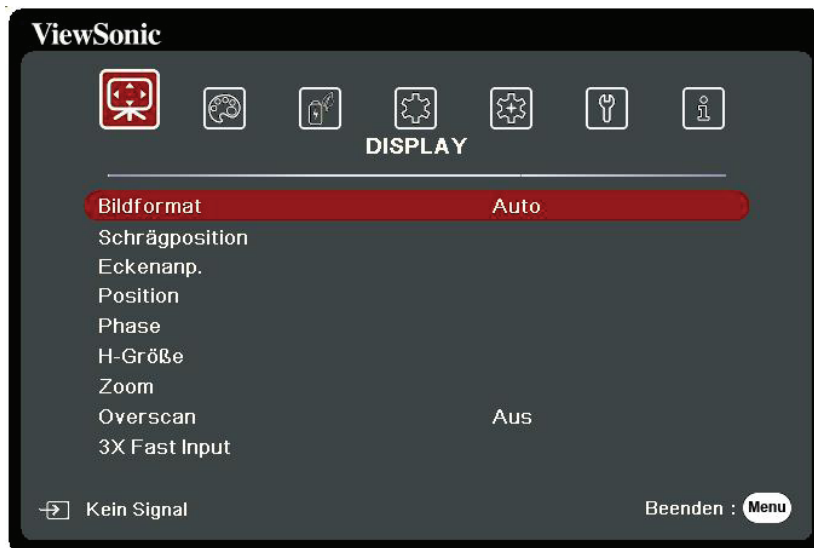 ViewSonic
DISPLAY
Bildformat Auto
Schrägposition
Eckenanp.
Position
Phase
H-Größe
Zoom
Overscan Aus
3X Fast Input
Kein Signal Beenden : Menu